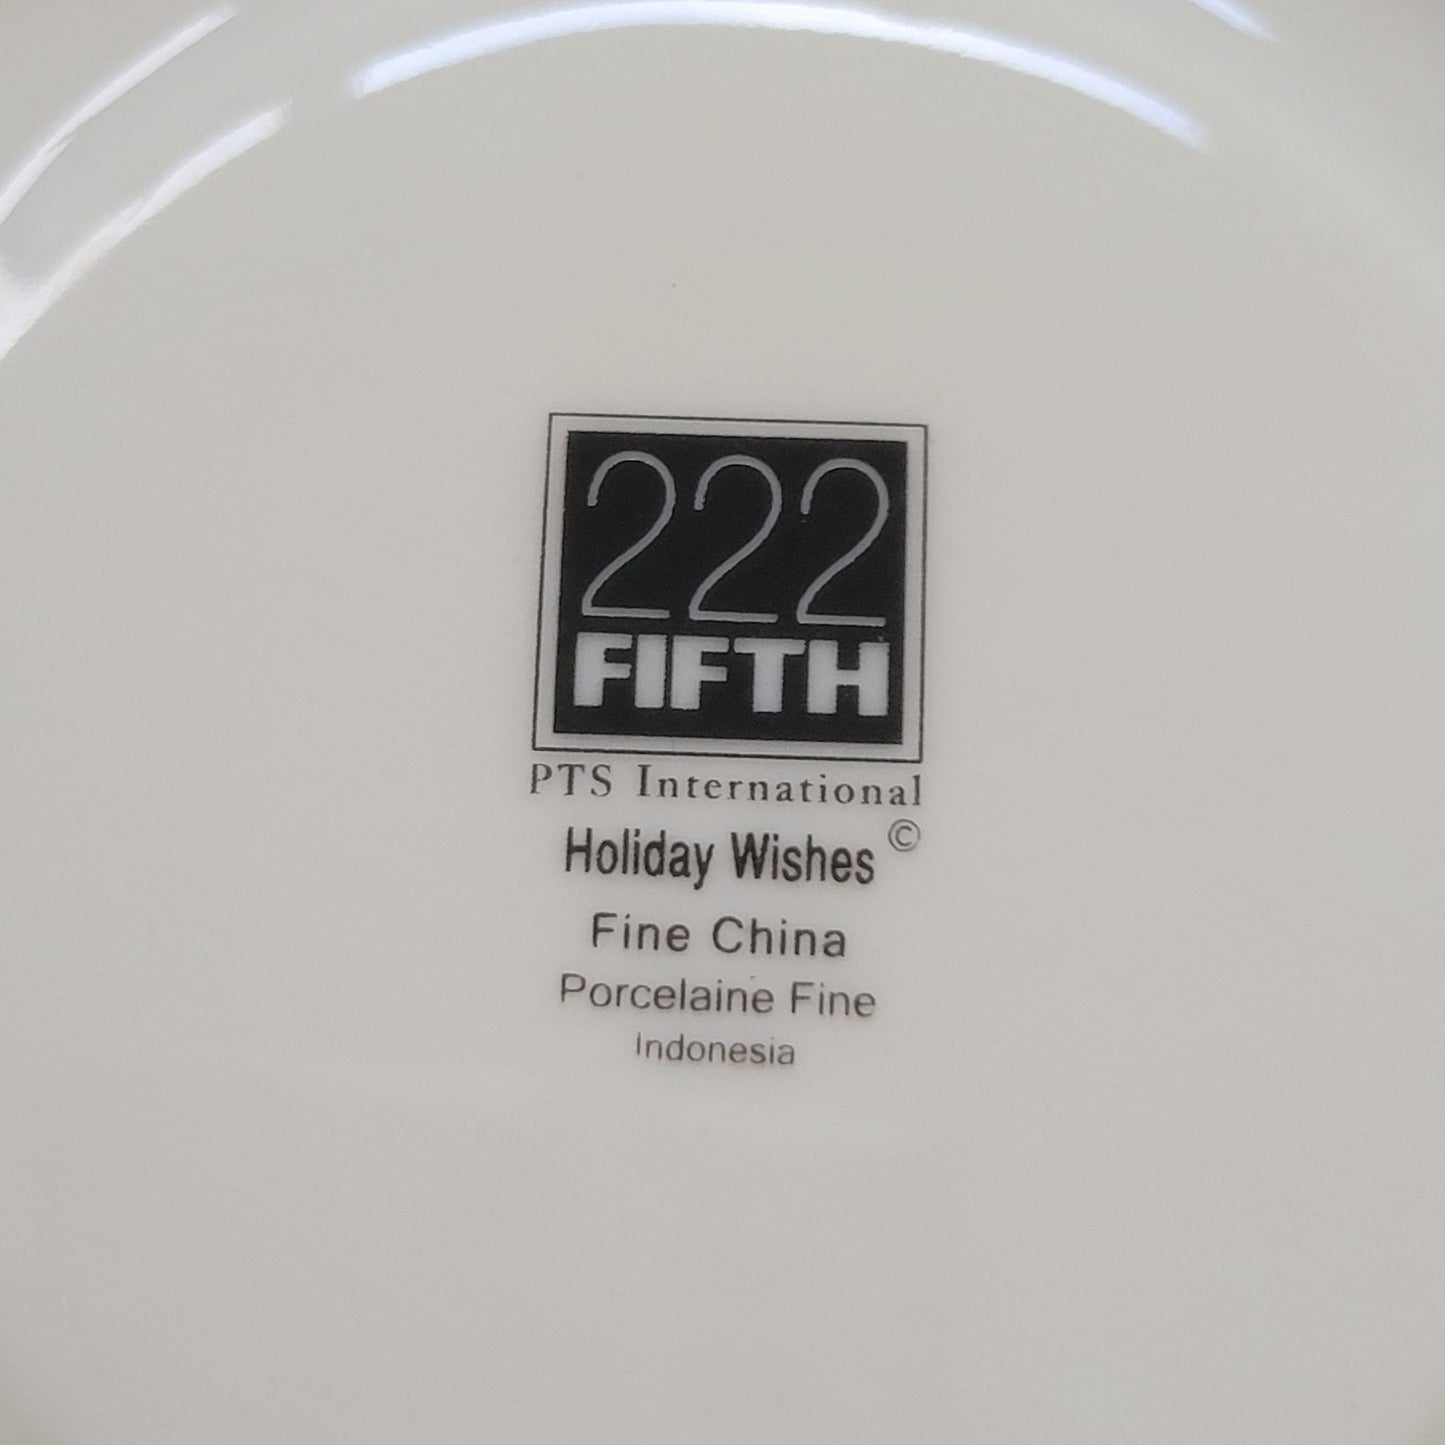 222
FIFTH
PTS International
Holiday Wishes ©
Fine China
Porcelaine Fine
Indonesia